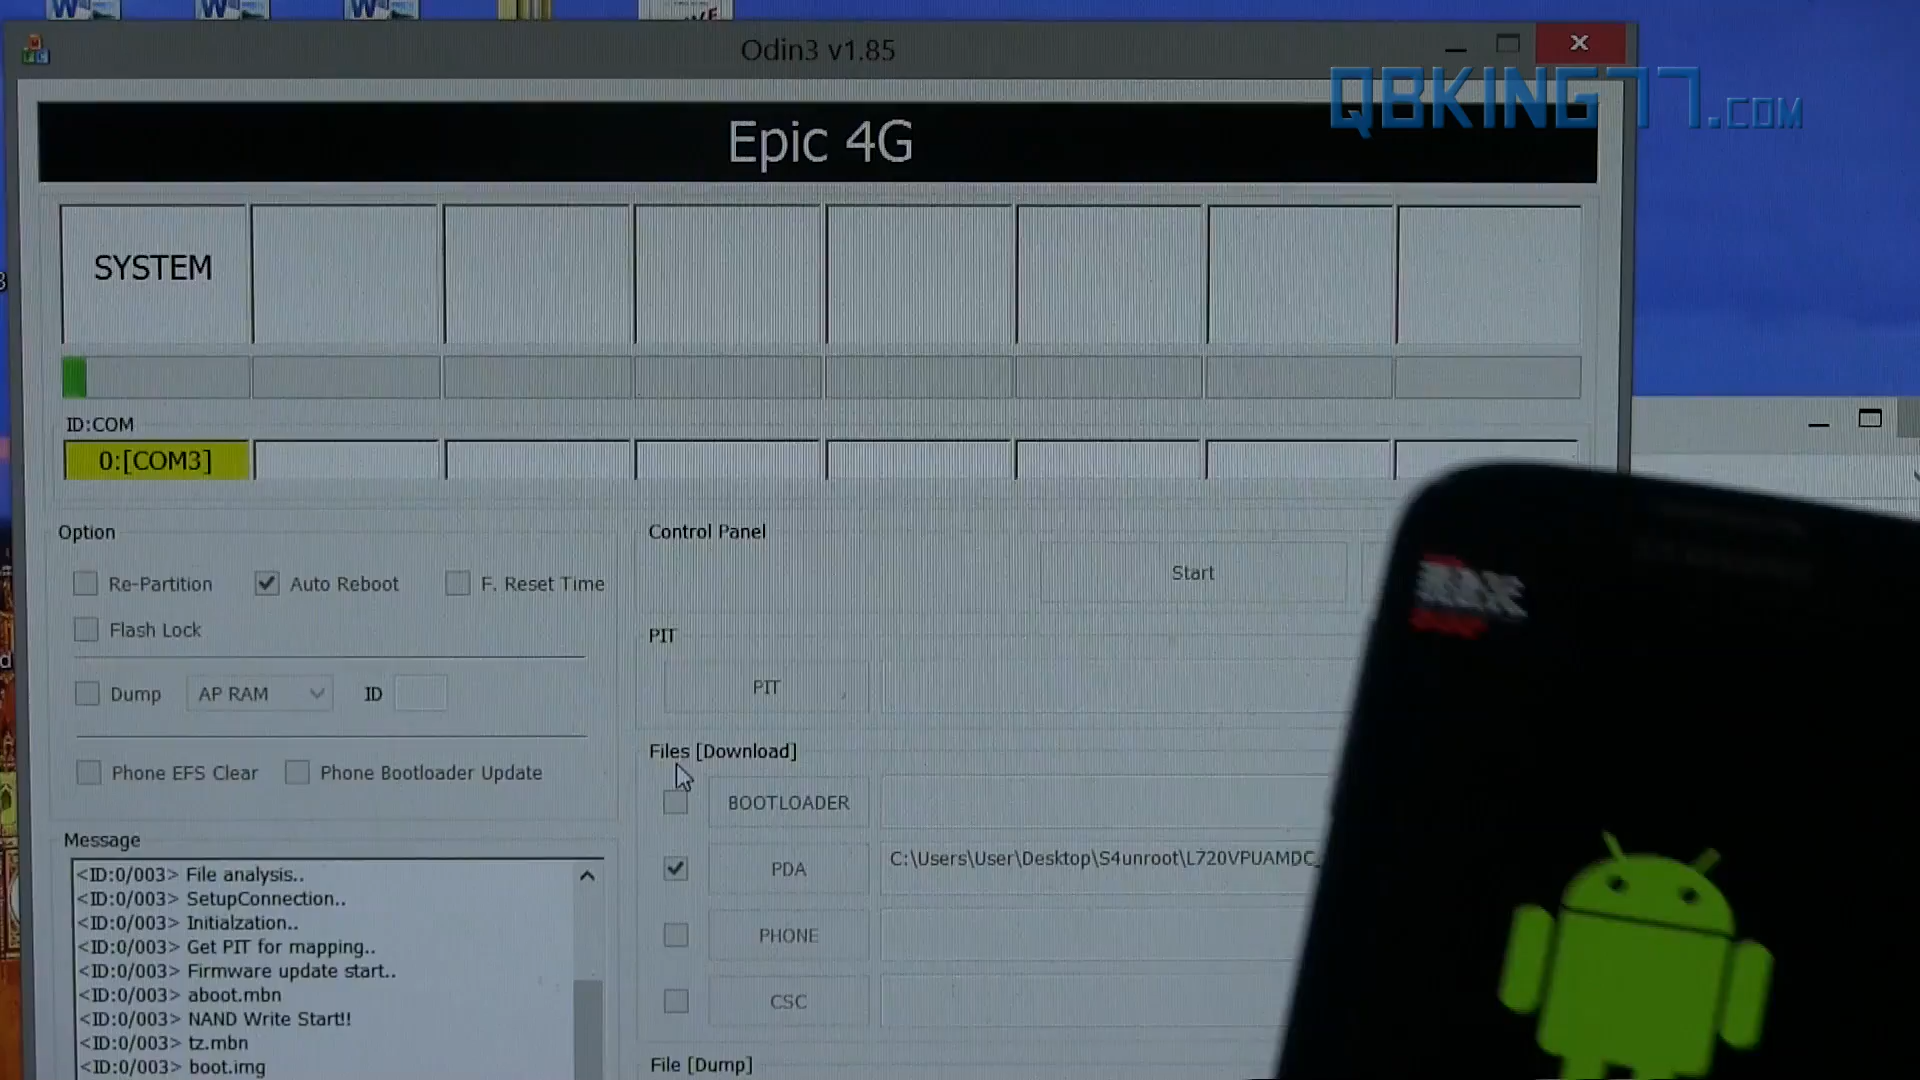 Odin3 v1.85
QBKING77.COM
Epic 4G
SYSTEM
ID:COM
0:[COM3]
Option
Re-Partition
Auto Reboot
F. Reset Time
Flash Lock
Dump
AP RAM
ID
Phone EFS Clear
Phone Bootloader Update
Control Panel
Start
PIT
PIT
Files [Download]
BOOTLOADER
PDA
C:\Users\User\Desktop\S4unroot\L720VPUAMDC_
PHONE
CSC
File [Dump]
Message
<ID:0/003> File analysis..
<ID:0/003> SetupConnection..
<ID:0/003> Initialzation..
<ID:0/003> Get PIT for mapping..
<ID:0/003> Firmware update start..
<ID:0/003> aboot.mbn
<ID:0/003> NAND Write Start!!
<ID:0/003> tz.mbn
<ID:0/003> boot.img